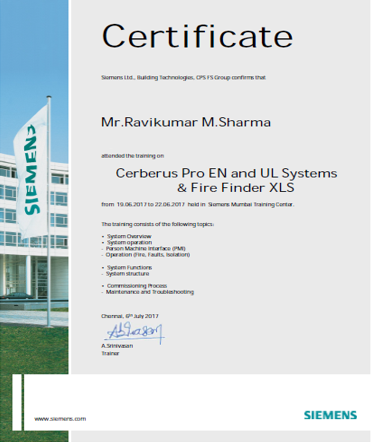 Certificate
Siemens Ltd., Building Technologies, CPS FS Group confirms that
Mr.Ravikumar M.Sharma
attended the training on
Cerberus Pro EN and UL Systems
& Fire Finder XLS
from 19.06.2017 to 22.06.2017 held in Siemens Mumbai Training Centar.
The training consists of the following topics:
• System Overview
• System operation
- Person Machine Interface (PMI)
- Operation (Fire, Faults, Isolation)
• System Functions
- System structure
• Commissioning Process
- Maintenance and Troubleshooting
Chennai, 6th July 2017
A.Srinivasan
Trainer
SIEMENS
www.siemens.com
SIEMENS